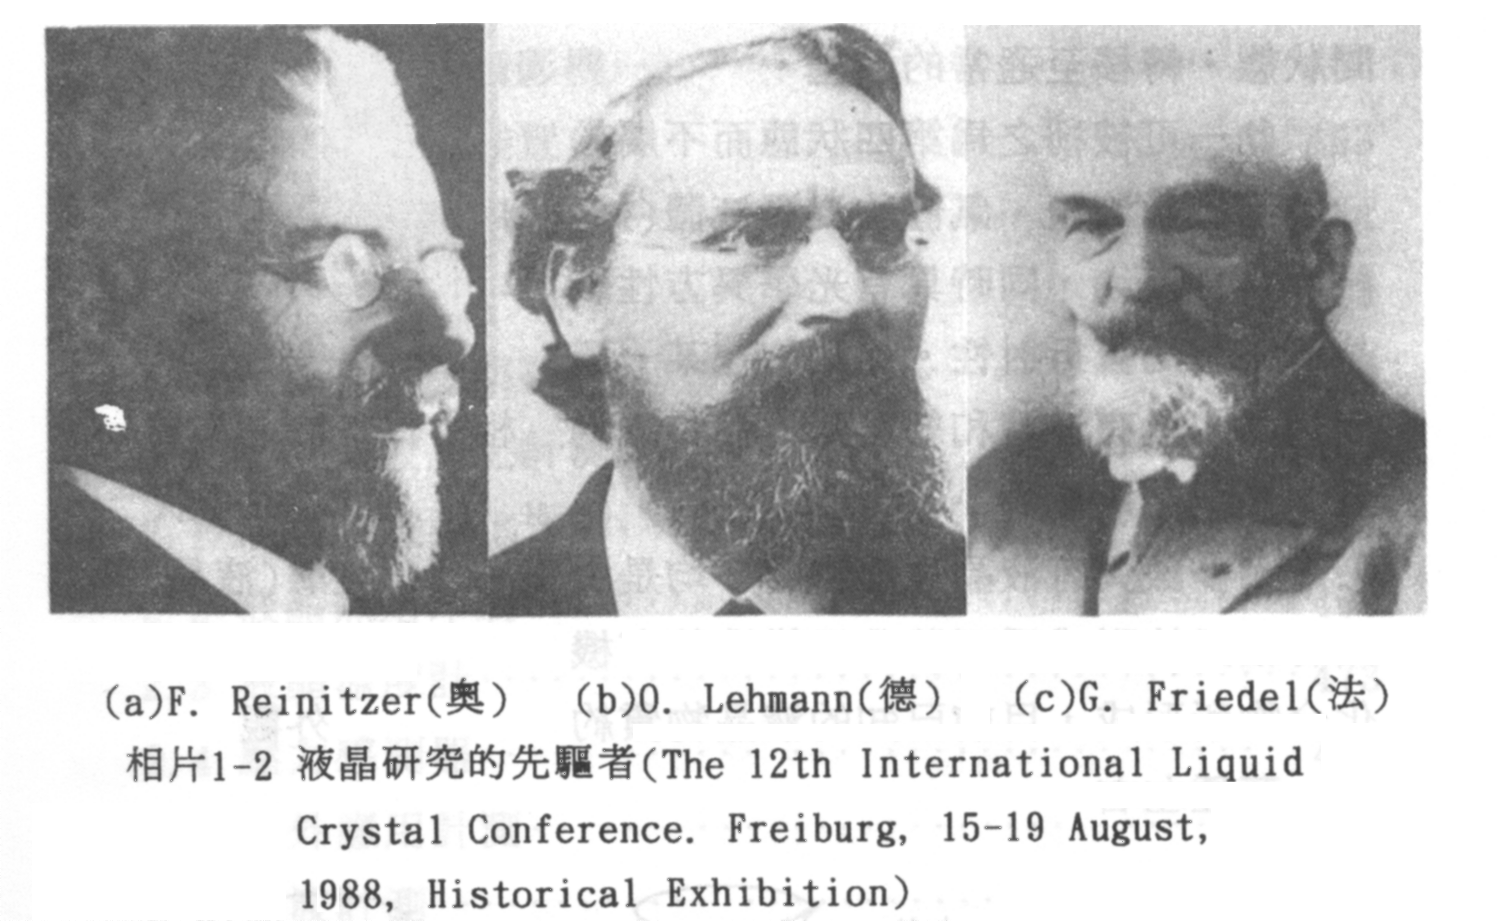 (a)F. Reinitzer(奧) (b)O. Lehmann(德) (c)G. Friedel(法)
相片1-2 液晶研究的先驅者(The 12th International Liquid
Crystal Conference. Freiburg, 15-19 August,
1988, Historical Exhibition)